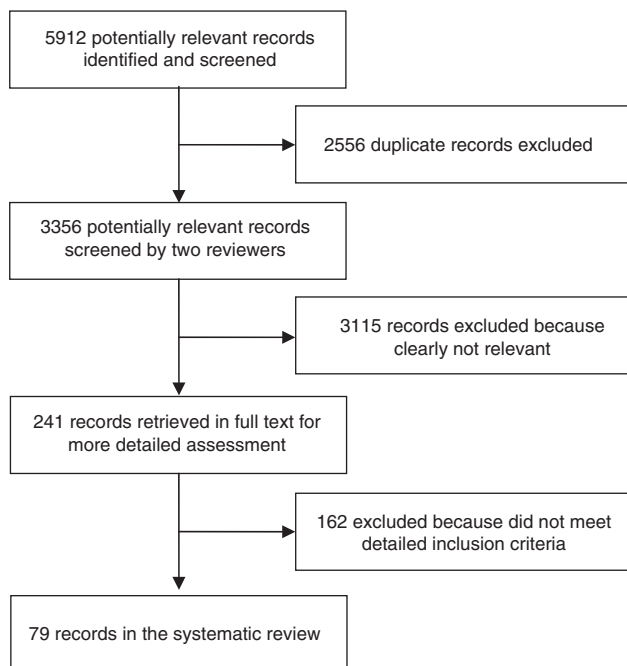 5912 potentially relevant records
identified and screened
2556 duplicate records excluded
3356 potentially relevant records
screened by two reviewers
3115 records excluded because
clearly not relevant
241 records retrieved in full text for
more detailed assessment
162 excluded because did not meet
detailed inclusion criteria
79 records in the systematic review